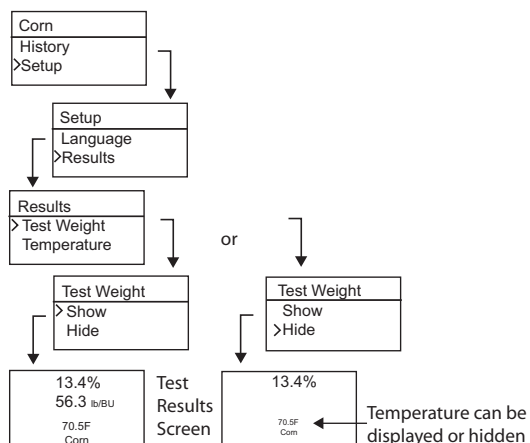 Corn
History
>Setup
Setup
Language
>Results
Results
> Test Weight
Temperature
or
Test Weight
> Show
Hide
Test Weight
Show
>Hide
13.4%
56.3 lb/BU
70.5F
Corn
Test
Results
Screen
13.4%
70.5F
Corn
Temperature can be
displayed or hidden